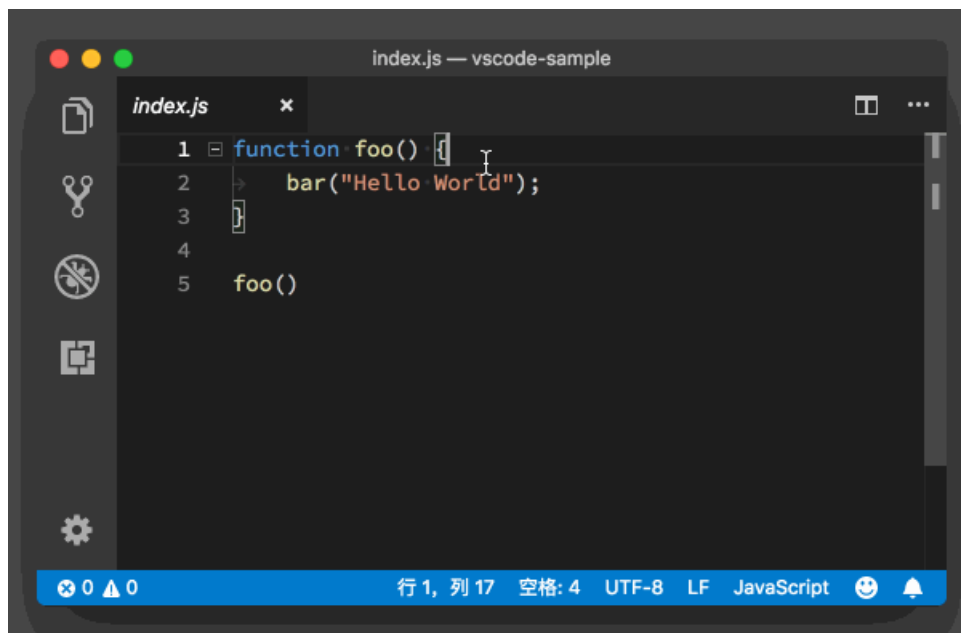 index.js — vscode-sample
index.js
1 function foo() {
2 bar("Hello World");
3 }
4
5 foo()
0 0 行 1, 列 17 空格: 4 UTF-8 LF JavaScript